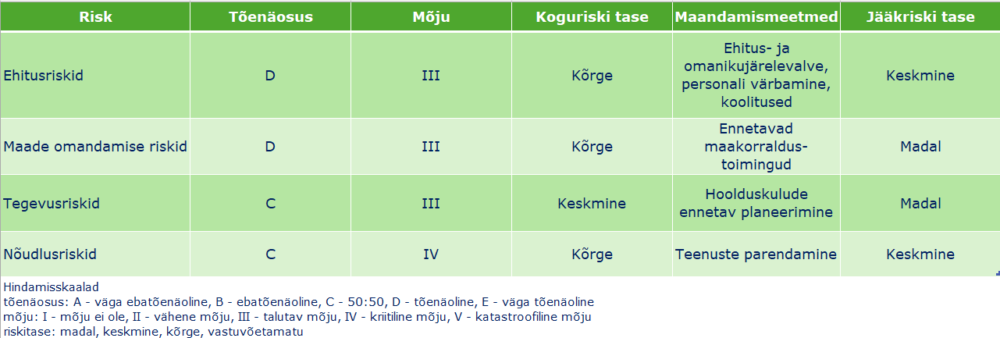 Risk Tõenäosus Mõju Koguriski tase Maandamismeetmed Jääkriski tase
Ehitusriskid D III Kõrge Ehitus- ja
omanikujärelevalve,
personali värbamine,
koolitused Keskmine
Maade omandamise riskid D III Kõrge Ennetavad
maakorraldus-
toimingud Madal
Tegevusriskid C III Keskmine Hoolduskulude
ennetav planeerimine Madal
Nõudlusriskid C IV Kõrge Teenuste parendamine Keskmine
Hindamisskaalad
tõenäosus: A - väga ebatõenäoline, B - ebatõenäoline, C - 50:50, D - tõenäoline, E - väga tõenäoline
mõju: I - mõju ei ole, II - vähene mõju, III - talutav mõju, IV - kriitiline mõju, V - katastroofiline mõju
riskitase: madal, keskmine, kõrge, vastuvõetamatu